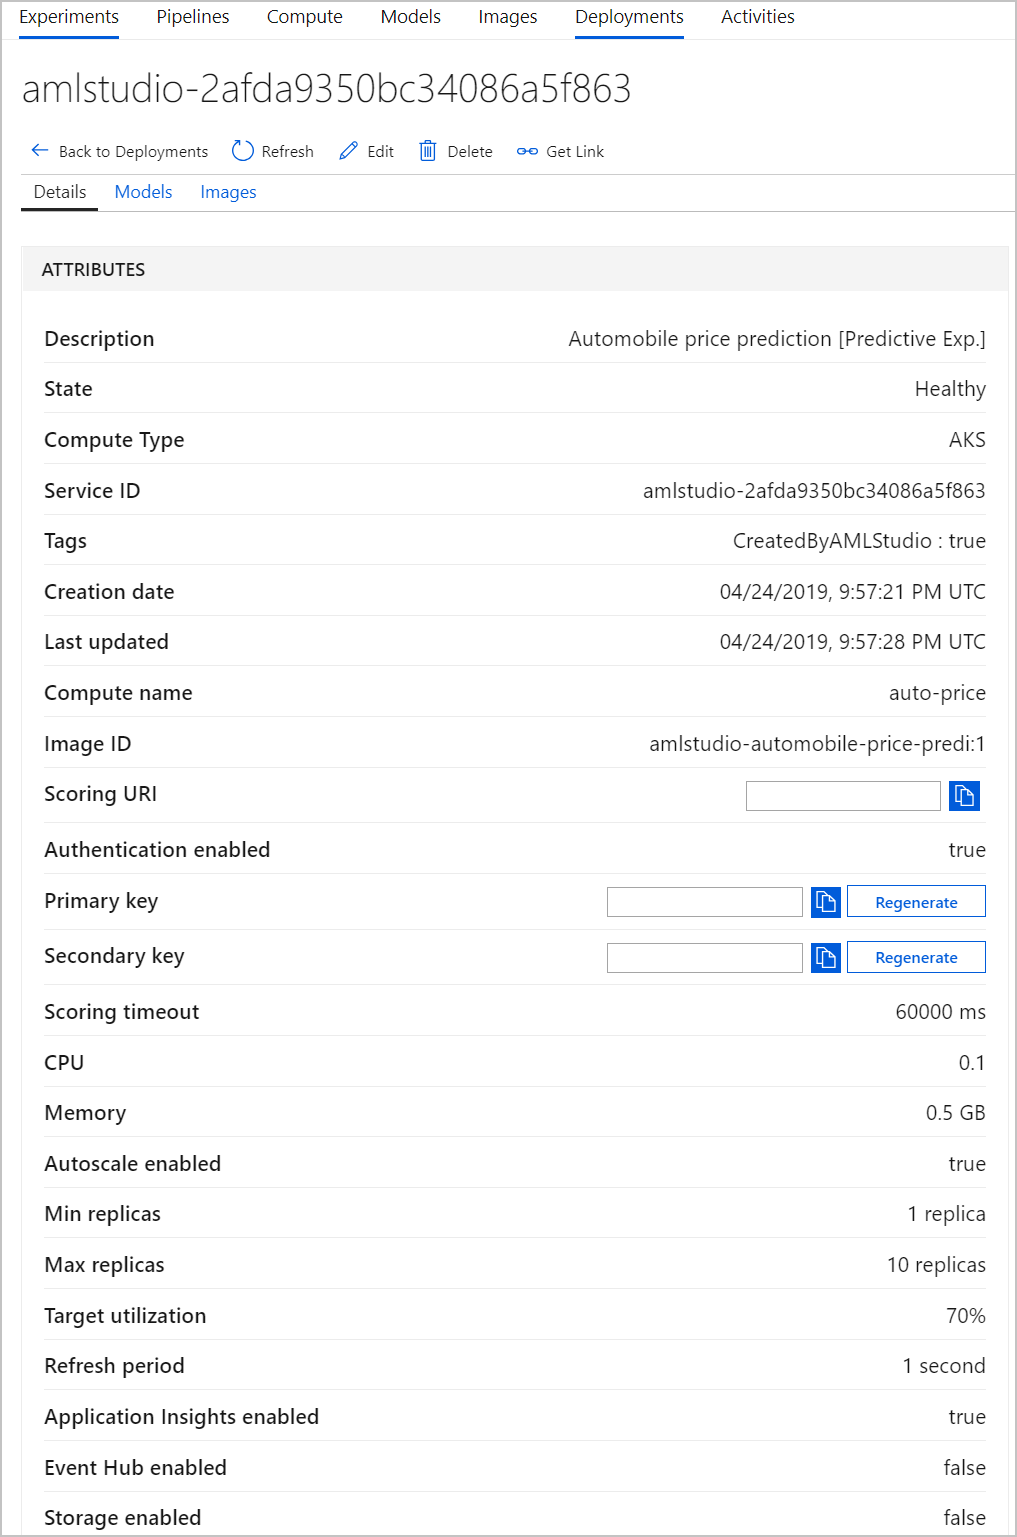 Experiments Pipelines Compute Models Images Deployments Activities
amlstudio-2afda9350bc34086a5f863
Back to Deployments Refresh Edit Delete Get Link
Details Models Images
ATTRIBUTES
Description Automobile price prediction [Predictive Exp.]
State Healthy
Compute Type AKS
Service ID amlstudio-2afda9350bc34086a5f863
Tags CreatedByAMLStudio : true
Creation date 04/24/2019, 9:57:21 PM UTC
Last updated 04/24/2019, 9:57:28 PM UTC
Compute name auto-price
Image ID amlstudio-automobile-price-predi:1
Scoring URI
Authentication enabled true
Primary key Regenerate
Secondary key Regenerate
Scoring timeout 60000 ms
CPU 0.1
Memory 0.5 GB
Autoscale enabled true
Min replicas 1 replica
Max replicas 10 replicas
Target utilization 70%
Refresh period 1 second
Application Insights enabled true
Event Hub enabled false
Storage enabled false